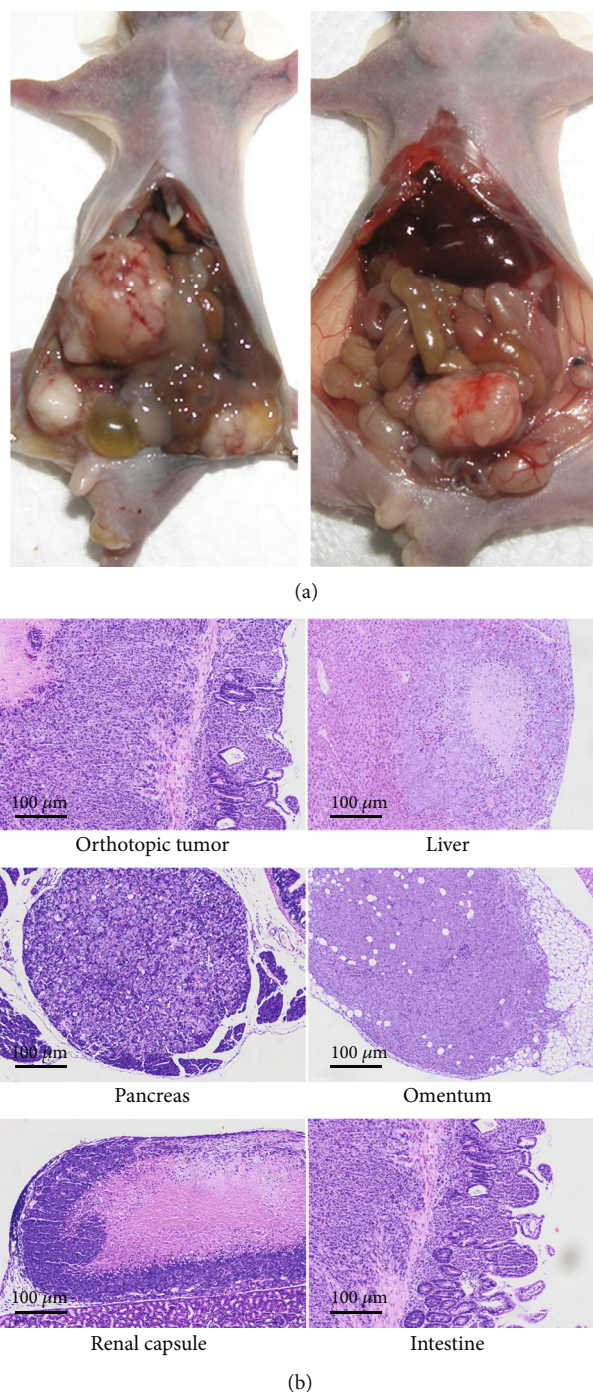 (a)
100 μm
100 μm
Orthotopic tumor
Liver
100 μm
100 μm
Pancreas
Omentum
100 μm
100 μm
Renal capsule
Intestine
(b)